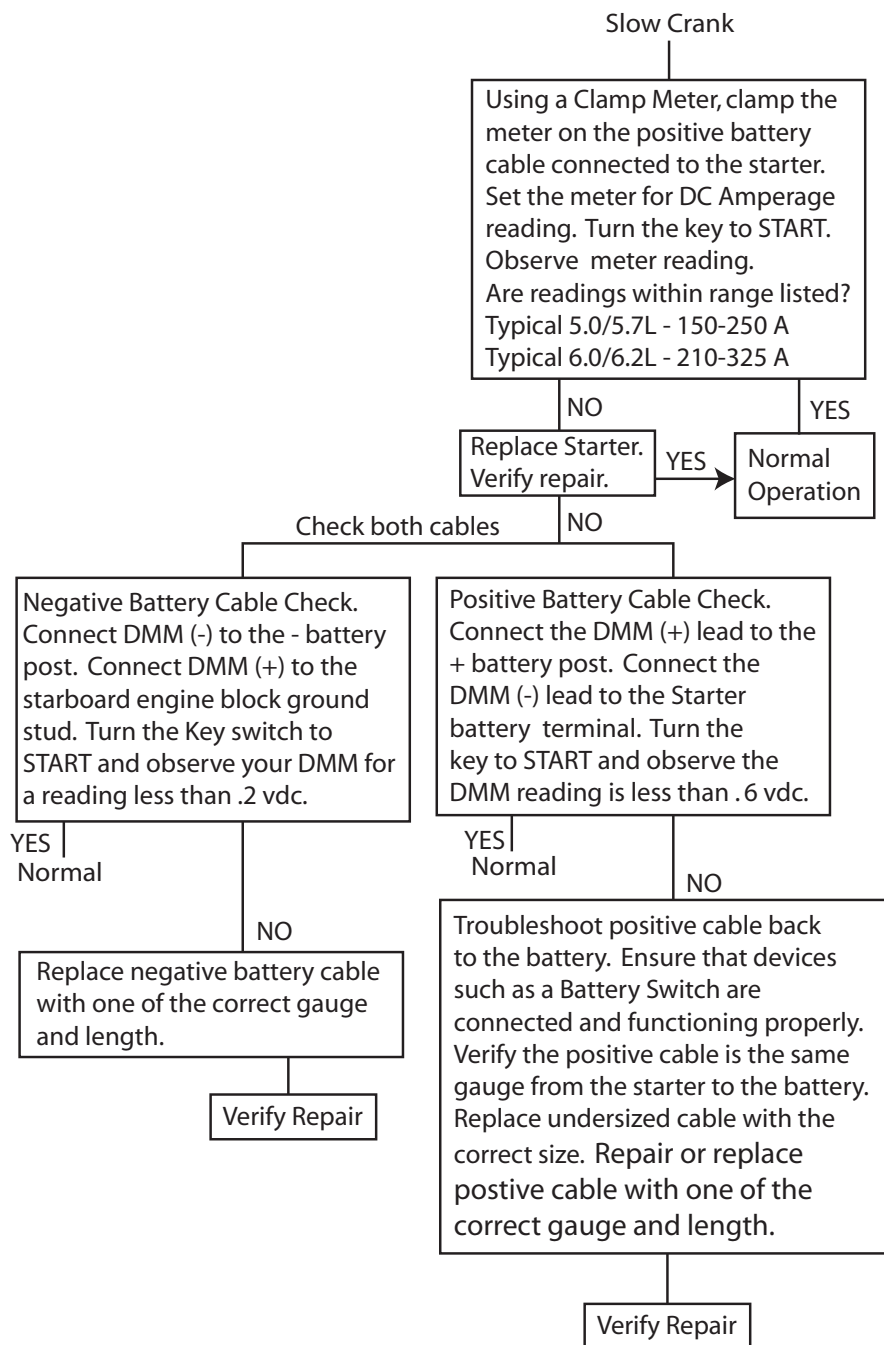 Slow Crank
Using a Clamp Meter, clamp the
meter on the positive battery
cable connected to the starter.
Set the meter for DC Amperage
reading. Turn the key to START.
Observe meter reading.
Are readings within range listed?
Typical 5.0/5.7L - 150-250 A
Typical 6.0/6.2L - 210-325 A
NO
YES
Replace Starter.
Verify repair.
YES
Normal
Operation
NO
Check both cables
Negative Battery Cable Check.
Connect DMM (-) to the - battery
post. Connect DMM (+) to the
starboard engine block ground
stud. Turn the Key switch to
START and observe your DMM for
a reading less than .2 vdc.
YES
Normal
NO
Replace negative battery cable
with one of the correct gauge
and length.
Verify Repair
Positive Battery Cable Check.
Connect the DMM (+) lead to the
+ battery post. Connect the
DMM (-) lead to the Starter
battery terminal. Turn the
key to START and observe the
DMM reading is less than .6 vdc.
YES
Normal
NO
Troubleshoot positive cable back
to the battery. Ensure that devices
such as a Battery Switch are
connected and functioning properly.
Verify the positive cable is the same
gauge from the starter to the battery.
Replace undersized cable with the
correct size. Repair or replace
postive cable with one of the
correct gauge and length.
Verify Repair